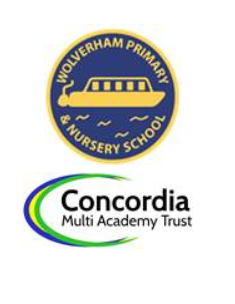 WOLVERHAM PRIMARY
& NURSERY SCHOOL
Concordia
Multi Academy Trust